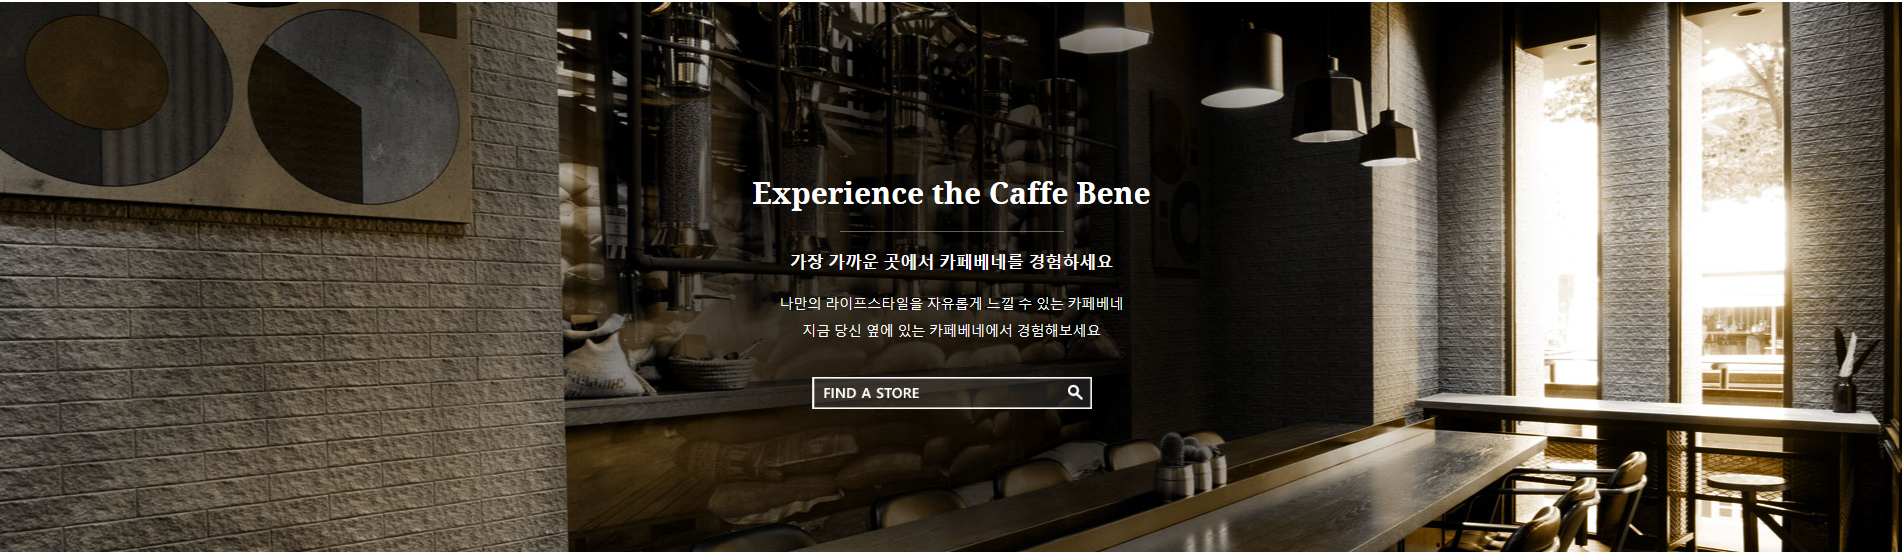 Experience the Caffe Bene
가장 가까운 곳에서 카페베네를 경험하세요
나만의 라이프스타일을 자유롭게 느낄 수 있는 카페베네
지금 당신 옆에 있는 카페베네에서 경험해보세요
FIND A STORE